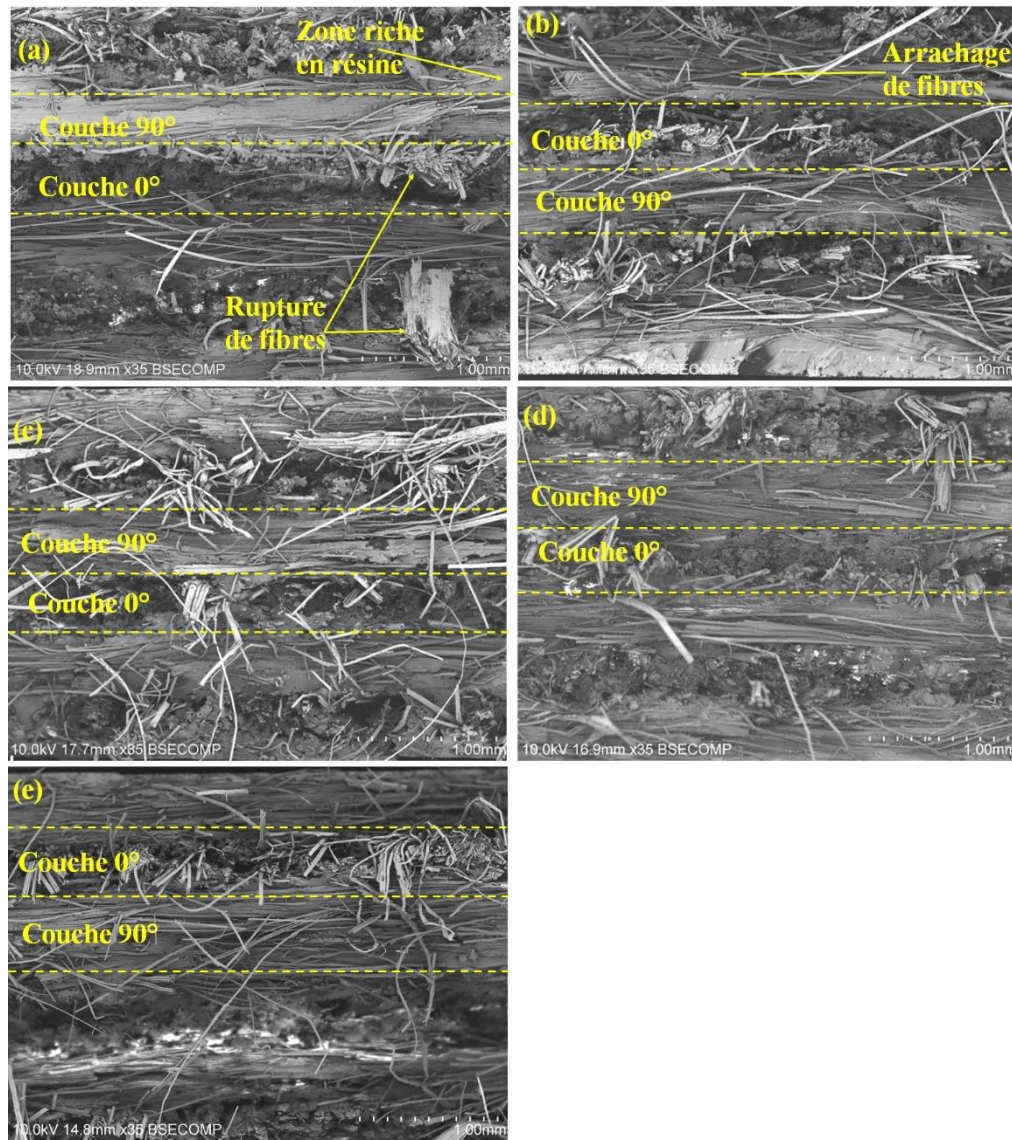 (a)
Zone riche
en résine
Couche 90°
Couche 0°
Rupture
de fibres
10.0kV 18.9mm x35 BSECOMP
1.00mm
(b)
Arrachage
de fibres
Couche 0°
Couche 90°
1.00mm
(c)
Couche 90°
Couche 0°
10.0kV 17.7mm x35 BSECOMP
1.00mm
(d)
Couche 90°
Couche 0°
10.0kV 16.9mm x35 BSECOMP
1.00mm
(e)
Couche 0°
Couche 90°
10.0kV 14.8mm x35 BSECOMP
1.00mm